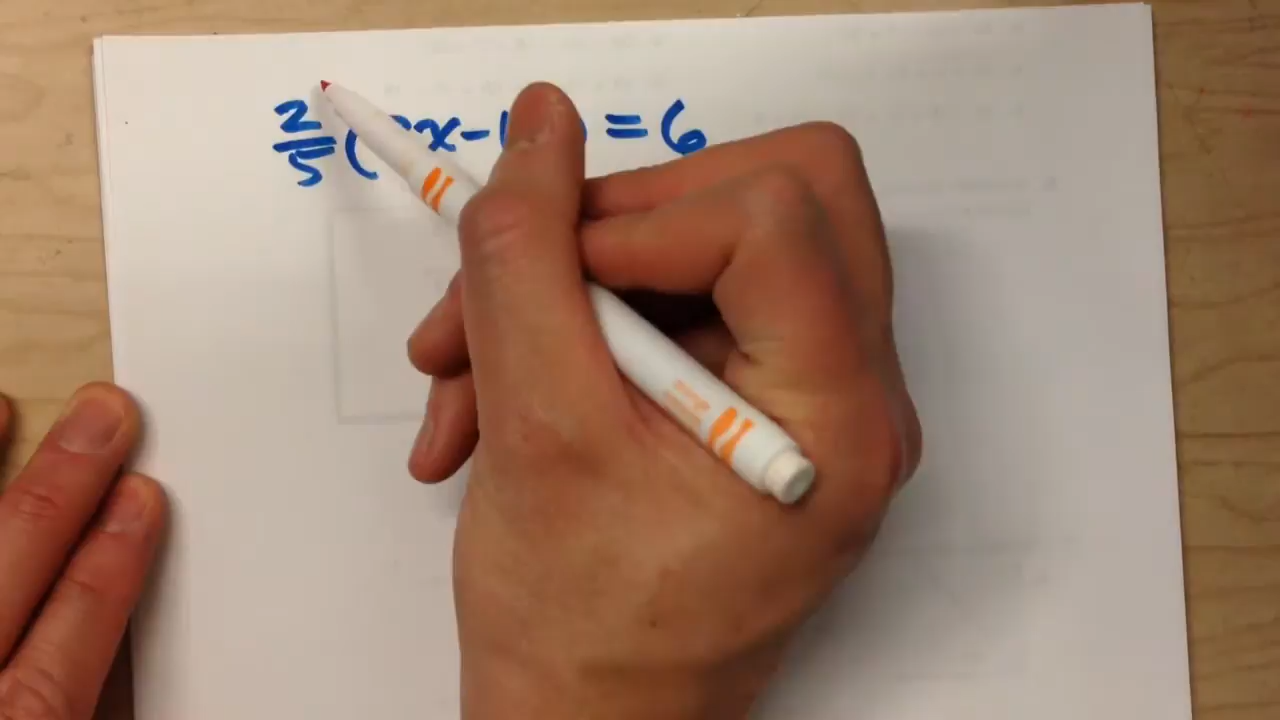 2/5( x- ) = 6